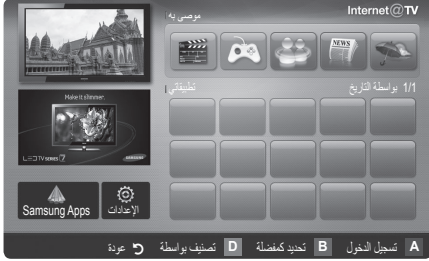 Internet@TV
موصى به
NEWS
1/1 بواسطة التاريخ
تطبيقاتي
Make it slimmer.
LED TV SERIES 7
SAMSUNG
Samsung Apps
الإعدادات
A تسجيل الدخول B تحديد كمفضلة D تصنيف بواسطة عودة